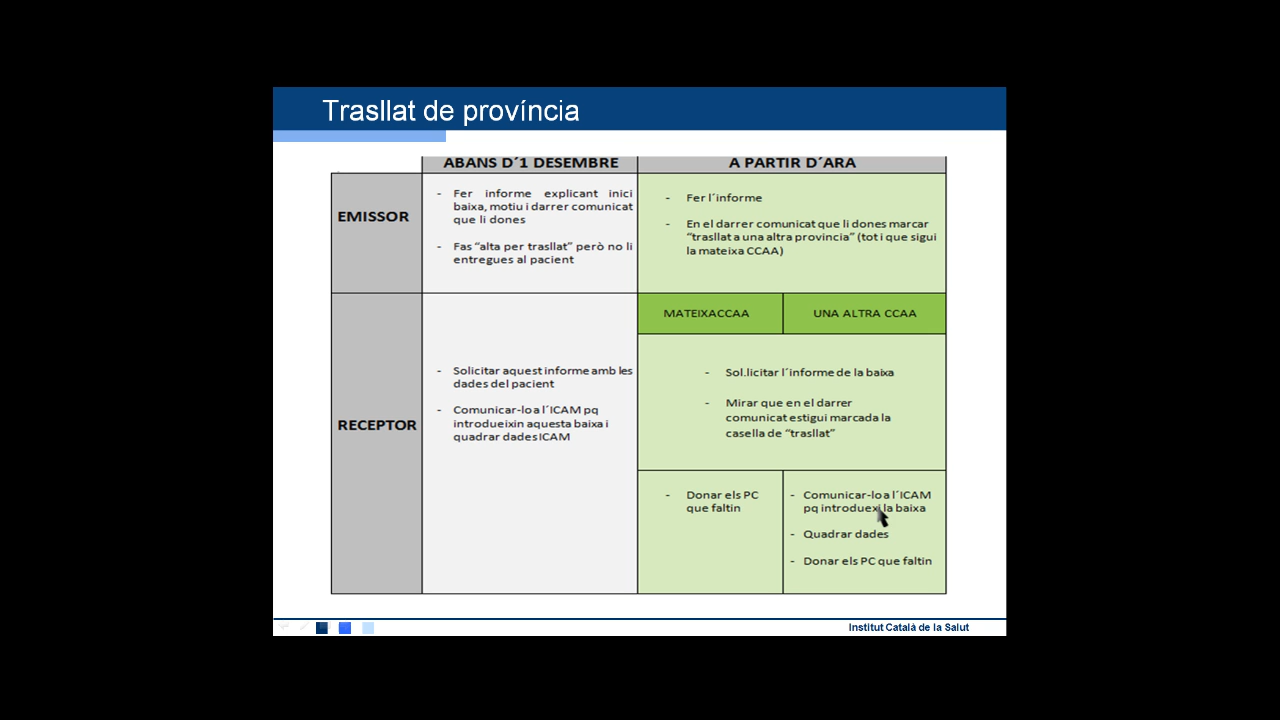 Trasllat de província
ABANS D´1 DESEMBRE
A PARTIR D´ARA
EMISSOR
- Fer informe explicant inici
baixa, motiu i darrer comunicat
que li dones
- Fas “alta per trasllat” però no li
entregues al pacient
- Fer l´informe
- En el darrer comunicat que li dones marcar
“trasllat a una altra provincia” (tot i que sigui
la mateixa CCAA)
RECEPTOR
- Solicitar aquest informe amb les
dades del pacient
- Comunicar-lo a l´ICAM pq
introdueixin aquesta baixa i
quadrar dades ICAM
MATEIXA CCAA
UNA ALTRA CCAA
- Sol.licitar l´informe de la baixa
- Mirar que en el darrer
comunicat estigui marcada la
casella de “trasllat”
- Donar els PC
que faltin
- Comunicar-lo a l´ICAM
pq introduexi la baixa
- Quadrar dades
- Donar els PC que faltin
Institut Català de la Salut